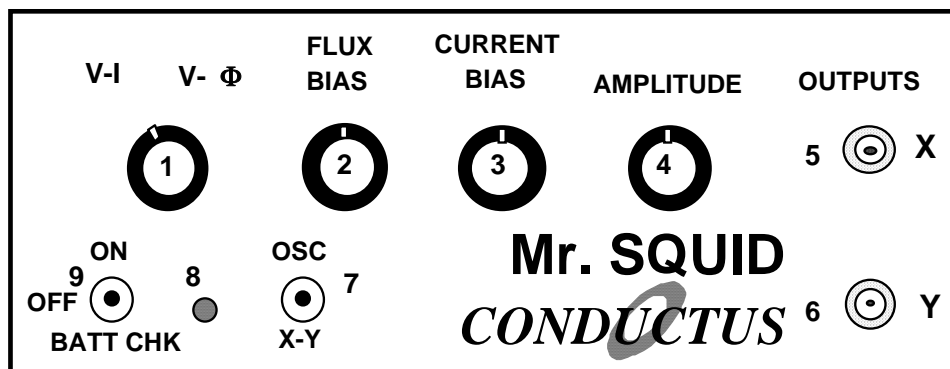 V-I V- Φ FLUX BIAS CURRENT BIAS AMPLITUDE OUTPUTS
1 2 3 4 5 X
ON OSC Mr. SQUID
9 8 7
OFF CONDUCTUS 6 Y
BATT CHK X-Y